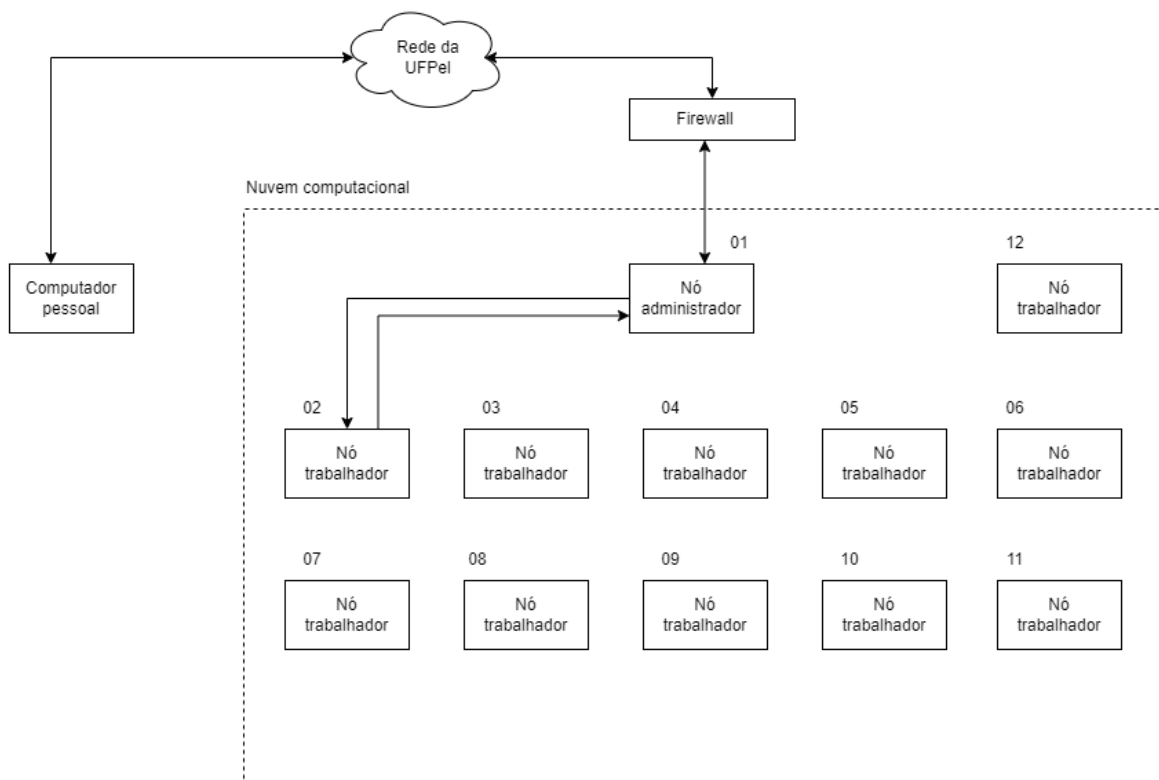 Rede da
UFPel
Firewall
Nuvem computacional
01
12
Computador
pessoal
Nó
administrador
Nó
trabalhador
02
03
04
05
06
Nó
trabalhador
Nó
trabalhador
Nó
trabalhador
Nó
trabalhador
Nó
trabalhador
07
08
09
10
11
Nó
trabalhador
Nó
trabalhador
Nó
trabalhador
Nó
trabalhador
Nó
trabalhador